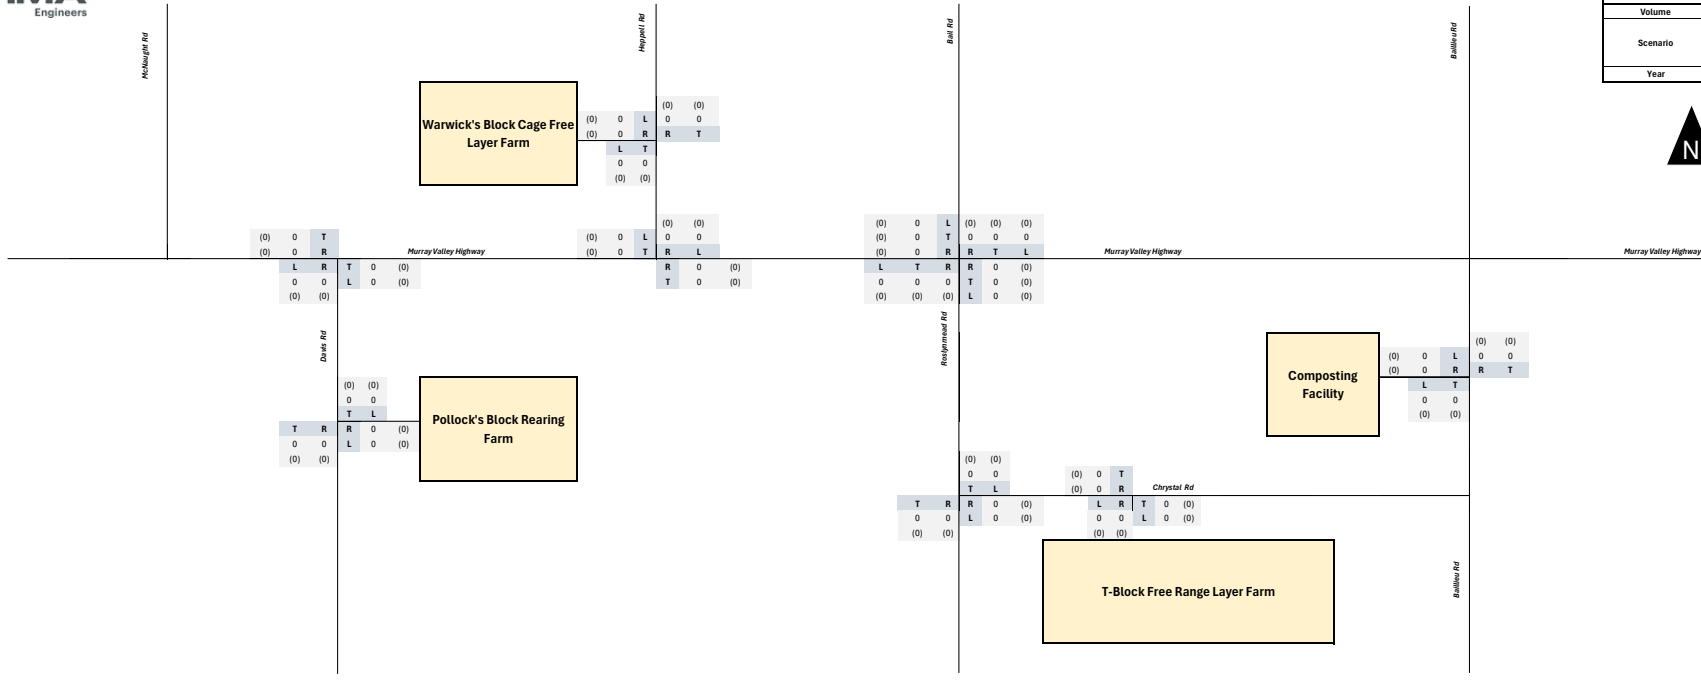 Engineers
McNaught Rd
Heppell Rd
Bail Rd
Baillieu Rd
Volume
Scenario
Year
N
Warwick's Block Cage Free
Layer Farm
(0) (0)
(0) 0 L 0 0
(0) 0 R R T
L T
0 0
(0) (0)
(0) 0 T
(0) 0 R
L R T 0 (0)
0 0 L 0 (0)
(0) (0)
Murray Valley Highway
(0) (0)
(0) 0 L 0 0
(0) 0 T R L
R 0 (0)
T 0 (0)
(0) 0 L (0) (0) (0)
(0) 0 T 0 0 0
(0) 0 R R T L
L T R R 0 (0)
0 0 0 T 0 (0)
(0) (0) (0) L 0 (0)
Murray Valley Highway
Murray Valley Highway
Davis Rd
Roslynmead Rd
(0) (0)
0 0
T L
T R R 0 (0)
0 0 L 0 (0)
(0) (0)
Pollock's Block Rearing
Farm
Composting
Facility
(0) (0)
(0) 0 L 0 0
(0) 0 R R T
L T
0 0
(0) (0)
(0) (0)
0 0
T L
T R R 0 (0)
0 0 L 0 (0)
(0) (0)
(0) 0 T
(0) 0 R
L R T 0 (0)
0 0 L 0 (0)
(0) (0)
Chrystal Rd
T-Block Free Range Layer Farm
Baillieu Rd